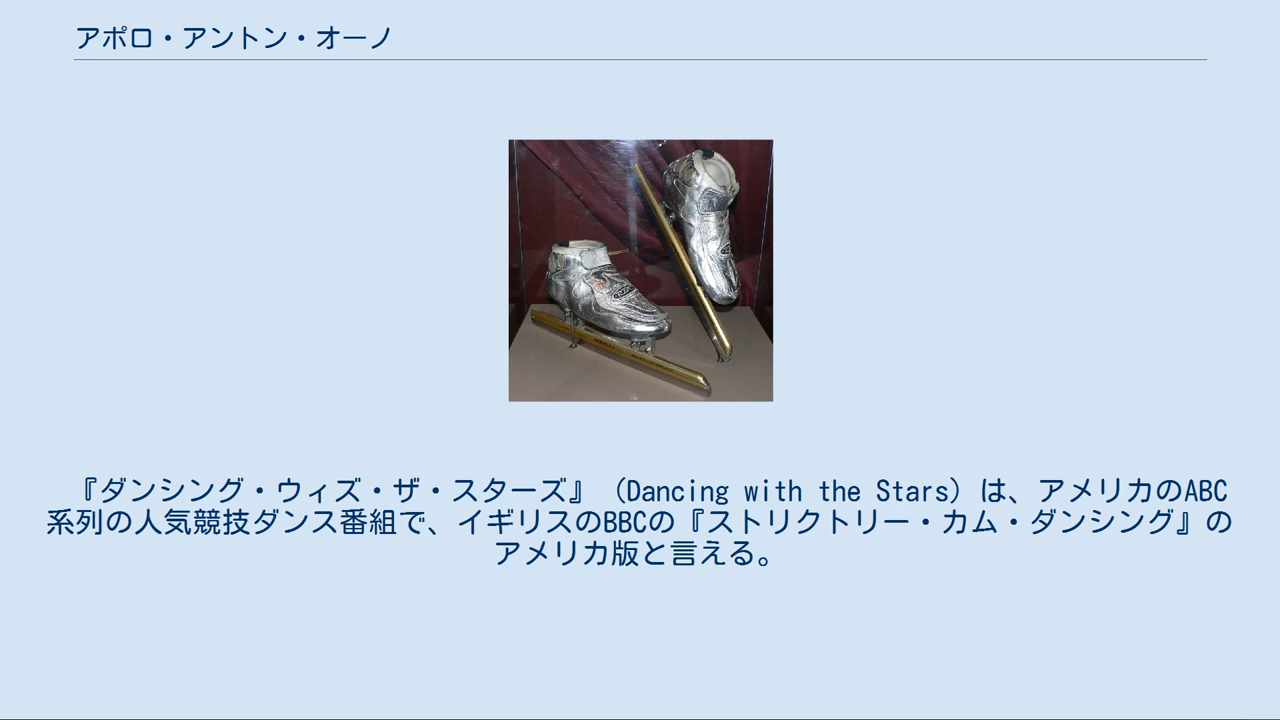 アポロ・アントン・オーノ
『ダンシング・ウィズ・ザ・スターズ』（Dancing with the Stars）は、アメリカのABC
系列の人気競技ダンス番組で、イギリスのBBCの『ストリクトリー・カム・ダンシング』の
アメリカ版と言える。